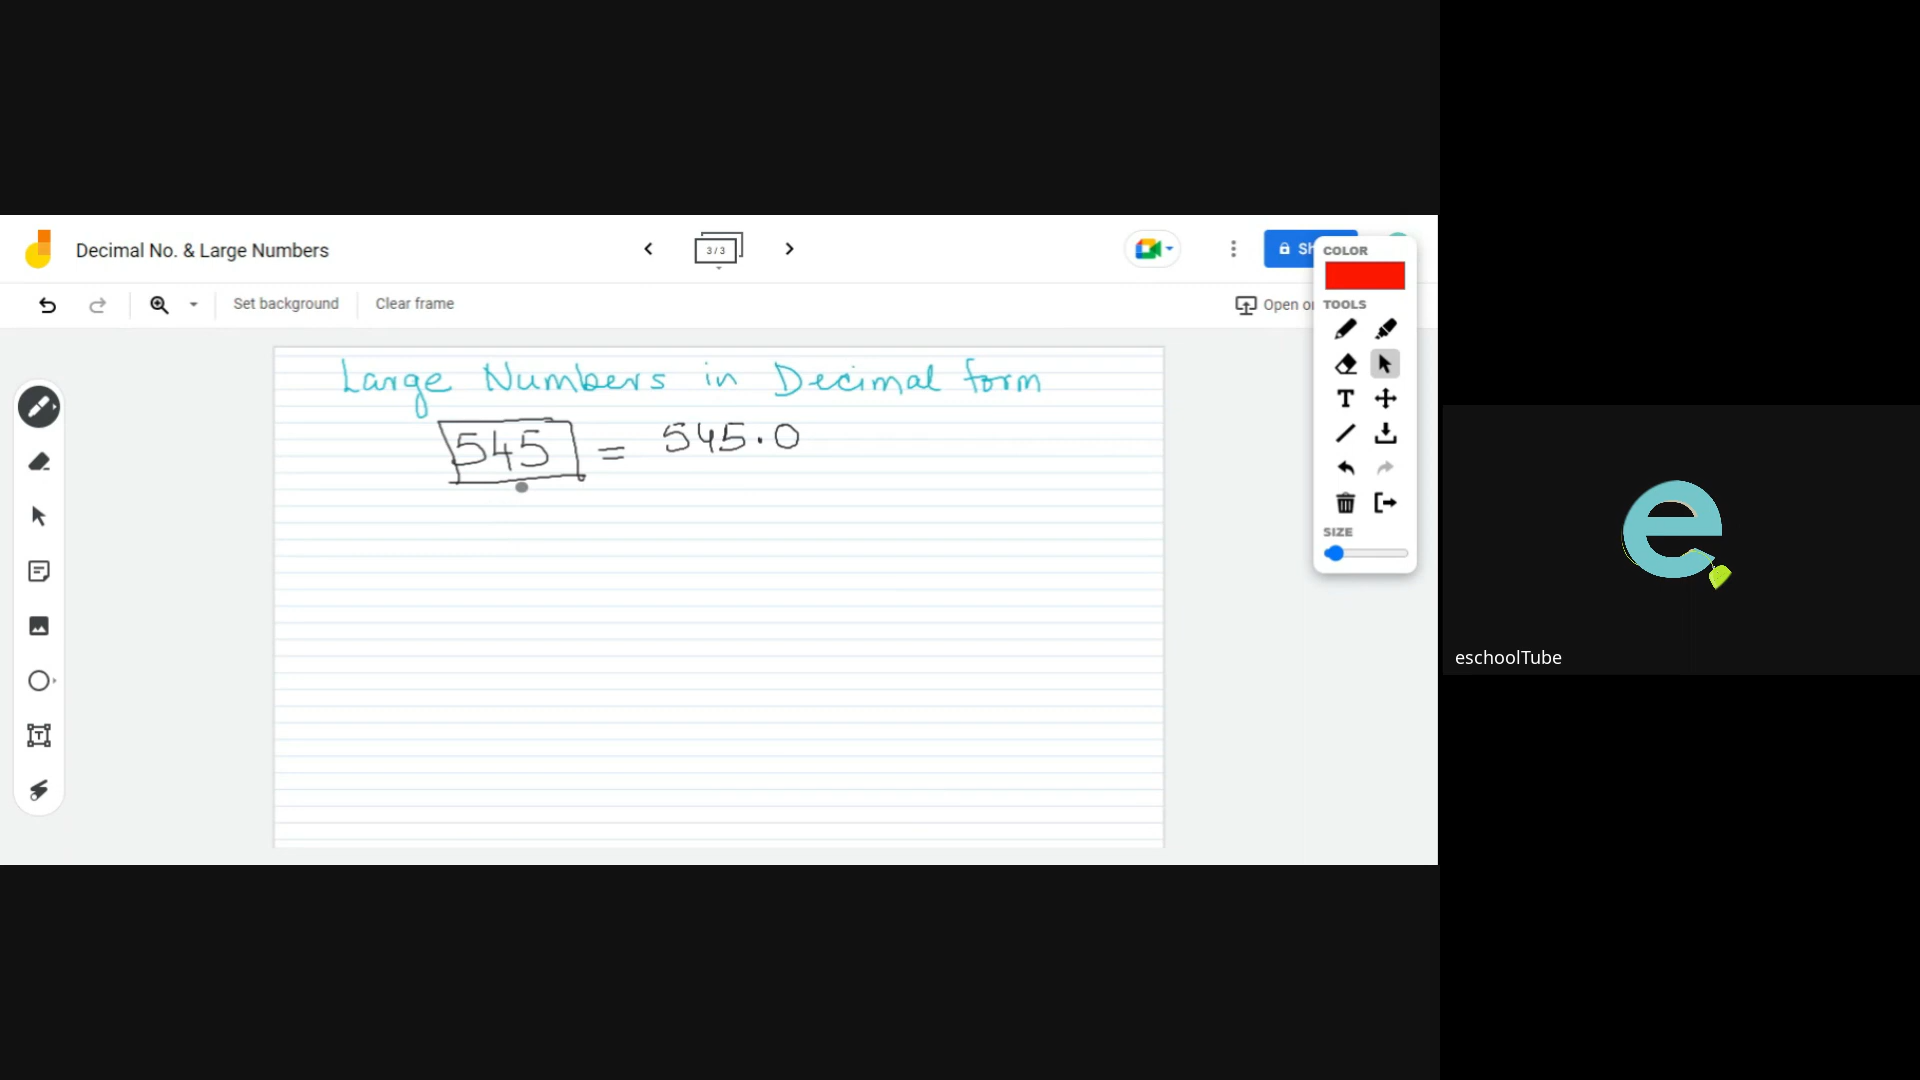 Decimal No. & Large Numbers
3 / 3
Sh
COLOR
Set background
Clear frame
Open o
TOOLS
Large Numbers in Decimal form
545 = 545.0
SIZE
eschoolTube